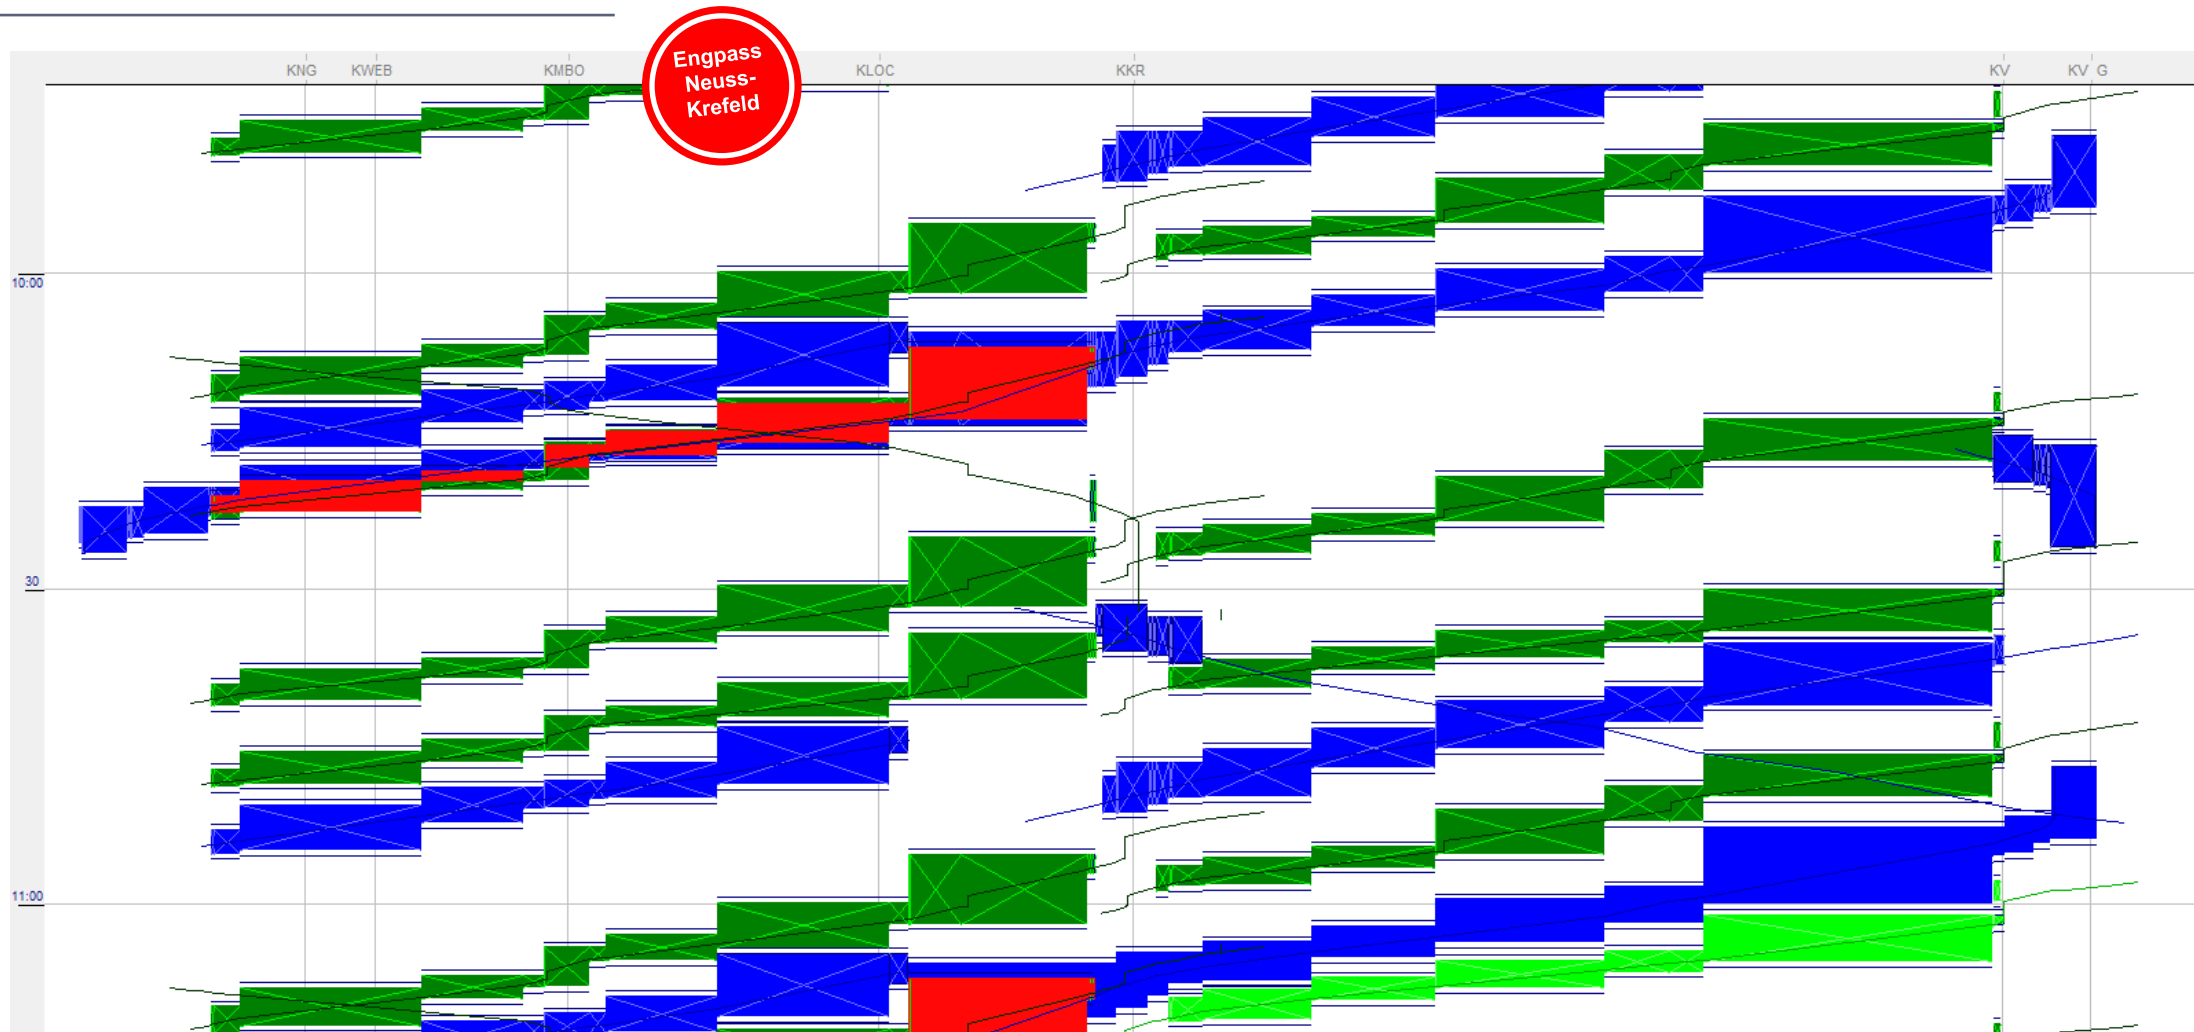 Engpass
Neuss-
Krefeld
KNG KWEB KMBO KLOC KKR KV KV G
10:00
30
11:00